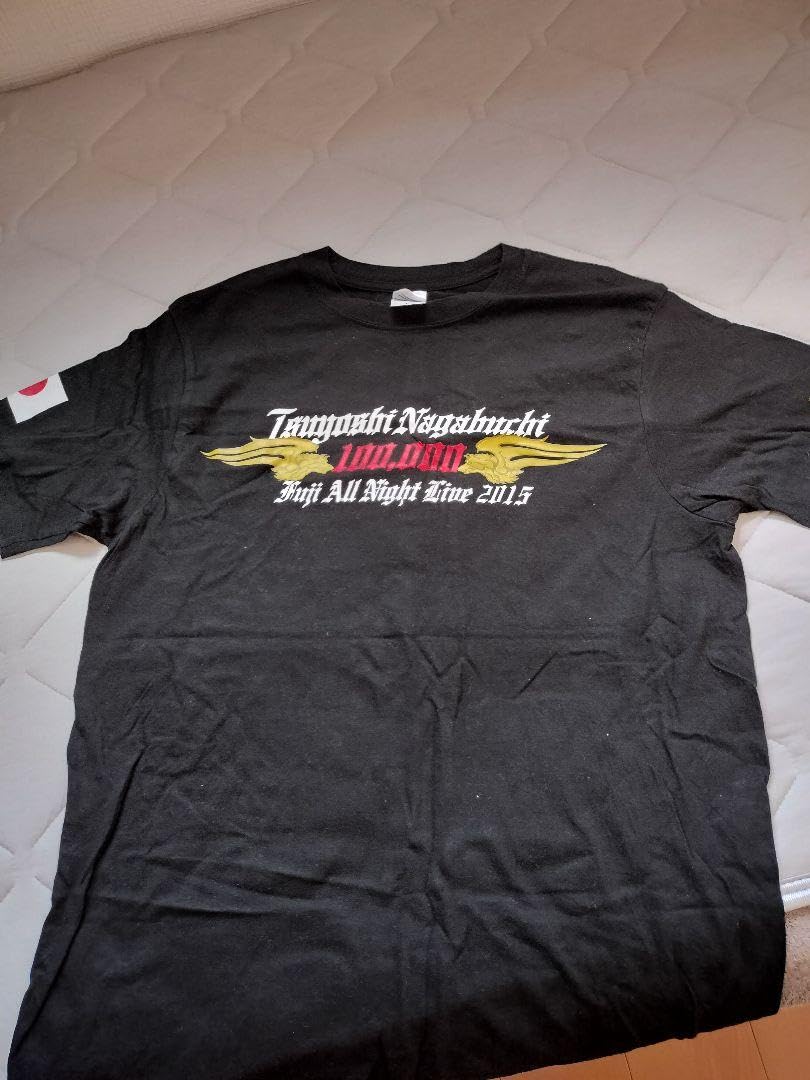 Tsuyoshi Nagabuchi
100,000
Fuji All Night Live 2015